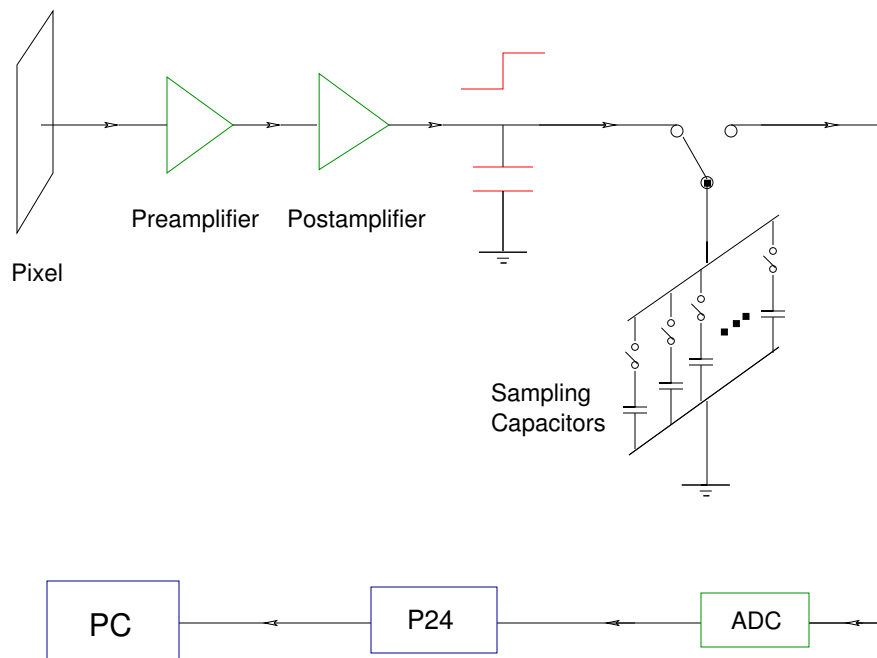 Preamplifier
Postamplifier
Pixel
Sampling
Capacitors
PC
P24
ADC